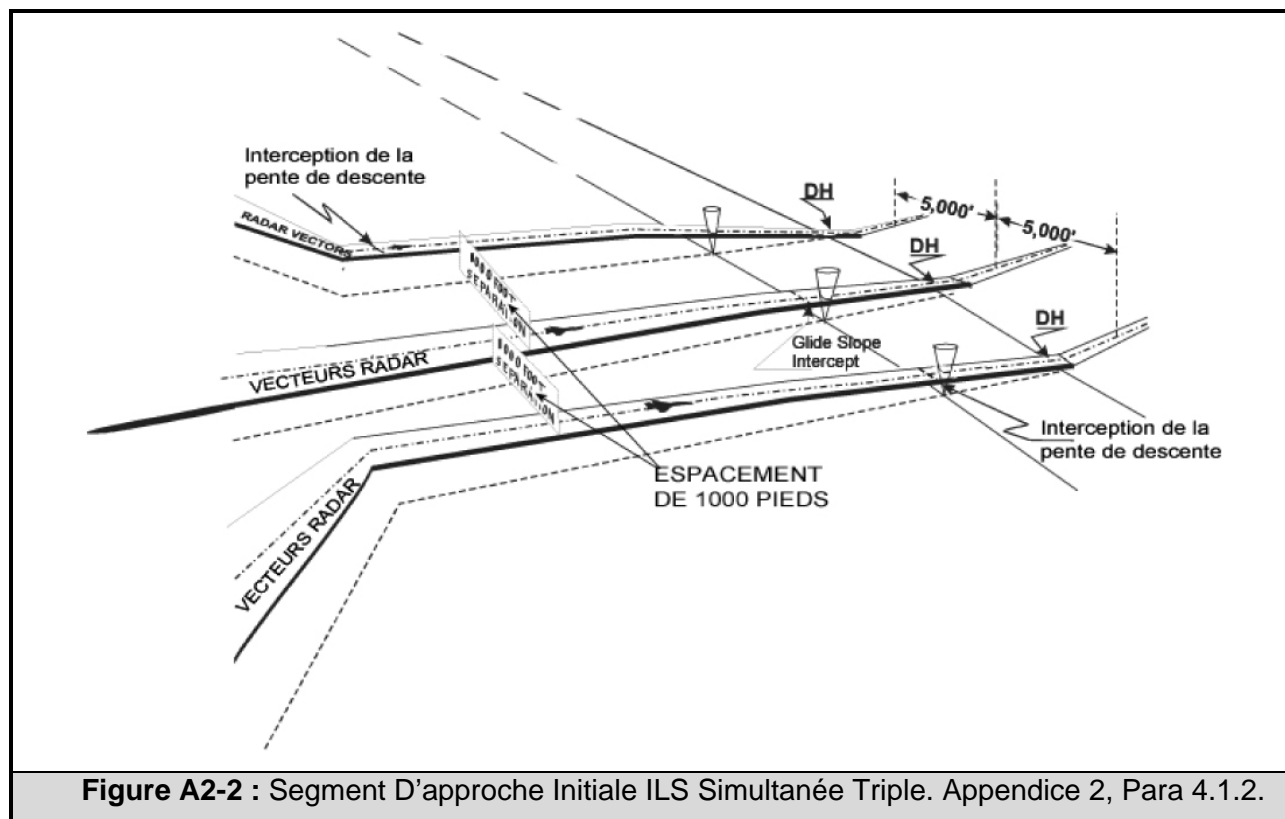 Interception de la
pente de descente
DH
5,000'
5,000'
RADAR VECTORS
DH
SEPARATION
DH
Glide Slope
Intercept
VECTEURS RADAR
SEPARATION
Interception de la
pente de descente
ESPACEMENT
DE 1000 PIEDS
VECTEURS RADAR
Figure A2-2 : Segment D'approche Initiale ILS Simultanée Triple. Appendice 2, Para 4.1.2.